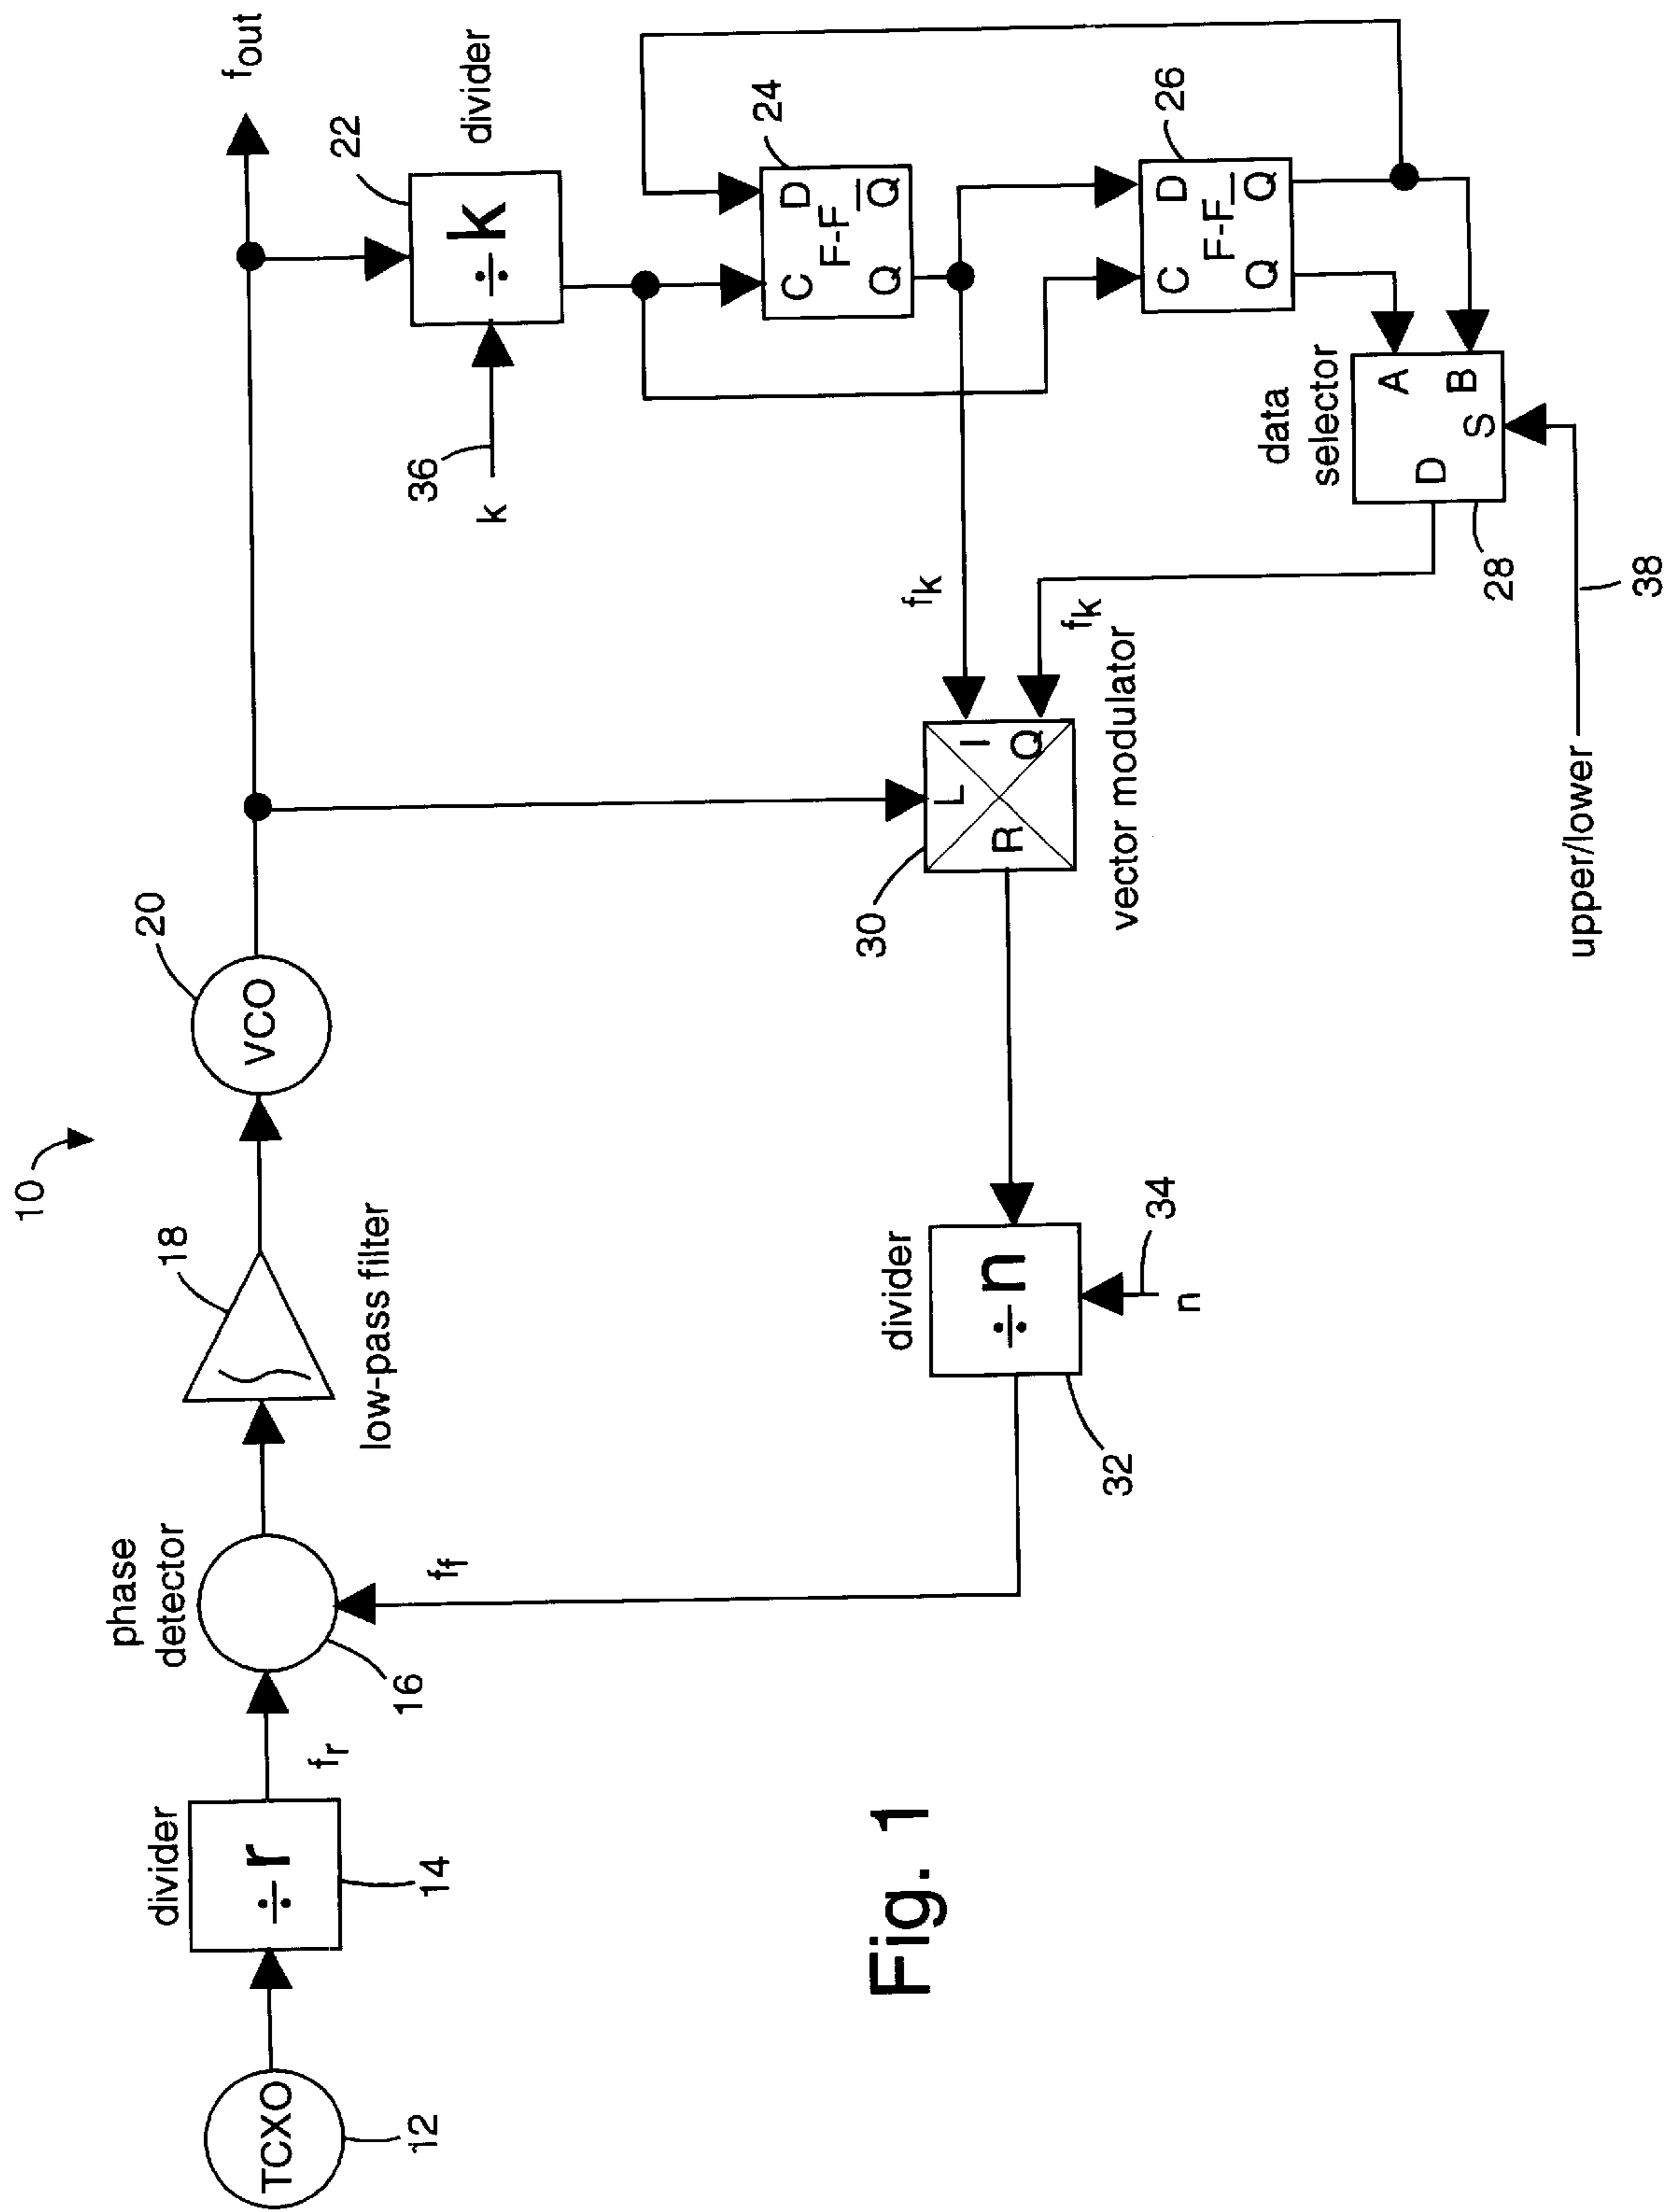 10
TCXO
12
divider
÷r
14
fr
phase
detector
16
18
low-pass filter
VCO
20
fout
22
÷k
divider
36
k
24
D
F-F
C
Q
Q̅
26
D
F-F
C
Q
Q̅
data
selector
A
B
S
D
28
38
upper/lower
fk
fk
L
I
Q
R
30
vector modulator
divider
÷n
32
34
n
ff
Fig. 1